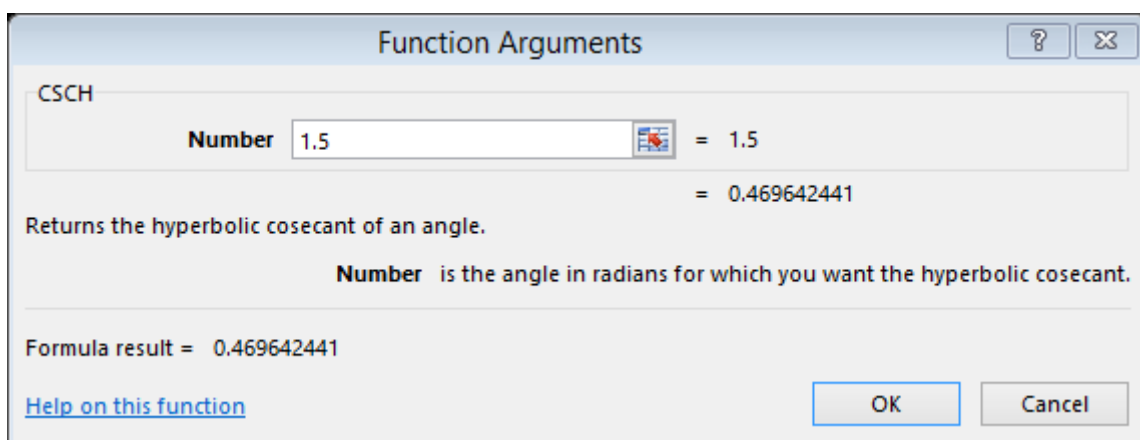 Function Arguments
CSCH
Number 1.5 = 1.5
= 0.469642441
Returns the hyperbolic cosecant of an angle.
Number is the angle in radians for which you want the hyperbolic cosecant.
Formula result = 0.469642441
Help on this function OK Cancel